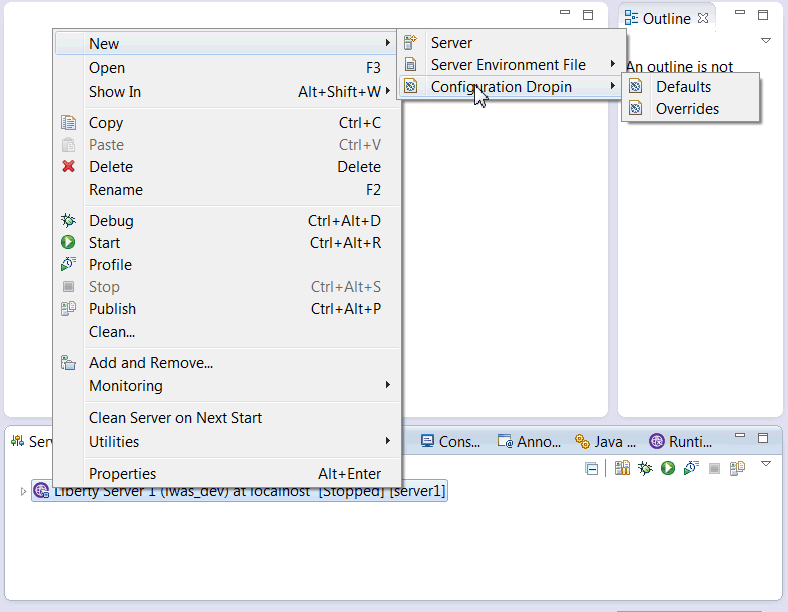 Outline
An outline is not
New
Open F3
Show In Alt+Shift+W
Copy Ctrl+C
Paste Ctrl+V
Delete Delete
Rename F2
Debug Ctrl+Alt+D
Start Ctrl+Alt+R
Profile
Stop Ctrl+Alt+S
Publish Ctrl+Alt+P
Clean...
Add and Remove...
Monitoring
Clean Server on Next Start
Utilities
Properties Alt+Enter
Server
Server Environment File
Configuration Dropin
Defaults
Overrides
Serv Cons... Anno... Java ... Runti...
Liberty Server 1 (lwas_dev) at localhost [Stopped] [server1]